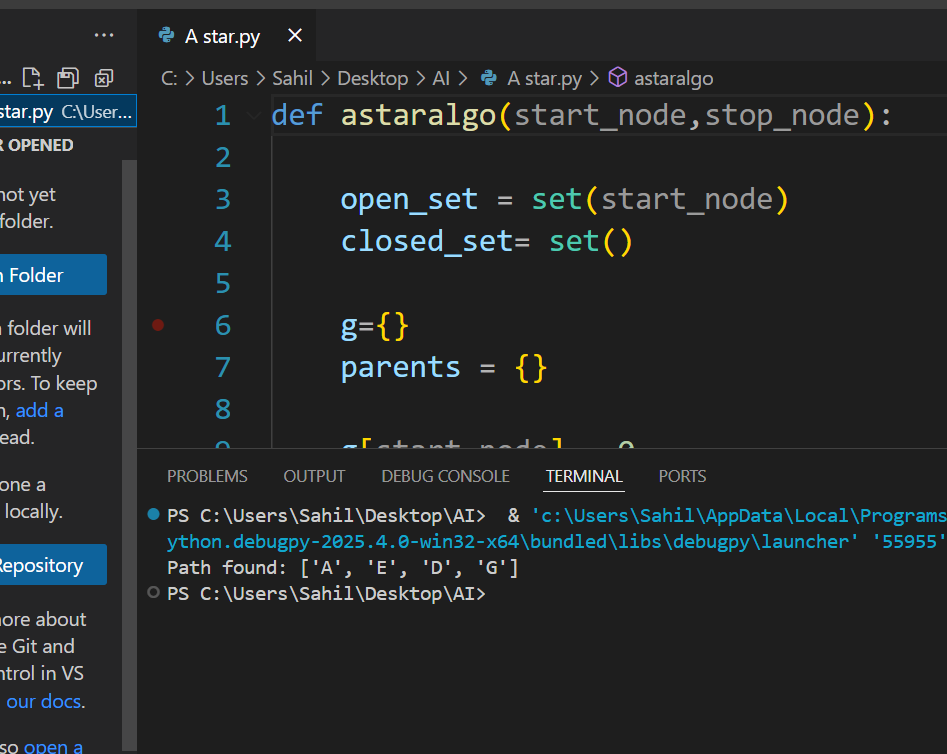 ...
A star.py
...
star.py C:\User...
R OPENED
not yet
folder.
n Folder
folder will
urrently
ors. To keep
n, add a
ead.
one a
locally.
Repository
ore about
e Git and
ntrol in VS
our docs.
so open a
C: > Users > Sahil > Desktop > AI > A star.py > astaralgo
1 def astaralgo(start_node,stop_node):
2
3 open_set = set(start_node)
4 closed_set= set()
5
6 g={}
7 parents = {}
8
9 g[start_node] = 0
PROBLEMS OUTPUT DEBUG CONSOLE TERMINAL PORTS
PS C:\Users\Sahil\Desktop\AI> & 'c:\Users\Sahil\AppData\Local\Programs
ython.debugpy-2025.4.0-win32-x64\bundled\libs\debugpy\launcher' '55955'
Path found: ['A', 'E', 'D', 'G']
PS C:\Users\Sahil\Desktop\AI>